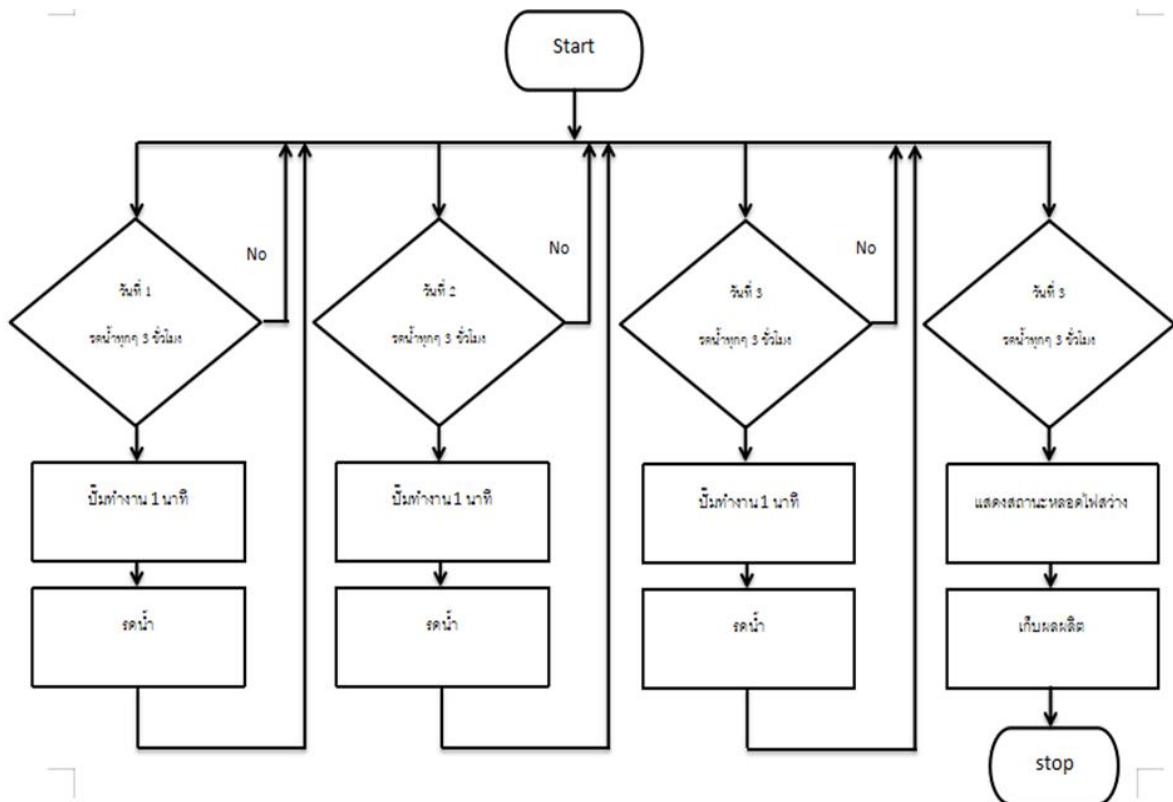 Start
No
วันที่ 1
รดน้ำทุกๆ 3 ชั่วโมง
ปั๊มทำงาน 1 นาที
รดน้ำ
No
วันที่ 2
รดน้ำทุกๆ 3 ชั่วโมง
ปั๊มทำงาน 1 นาที
รดน้ำ
No
วันที่ 3
รดน้ำทุกๆ 3 ชั่วโมง
ปั๊มทำงาน 1 นาที
รดน้ำ
วันที่ 3
รดน้ำทุกๆ 3 ชั่วโมง
แสดงสถานะหลอดไฟสว่าง
เก็บผลผลิต
stop